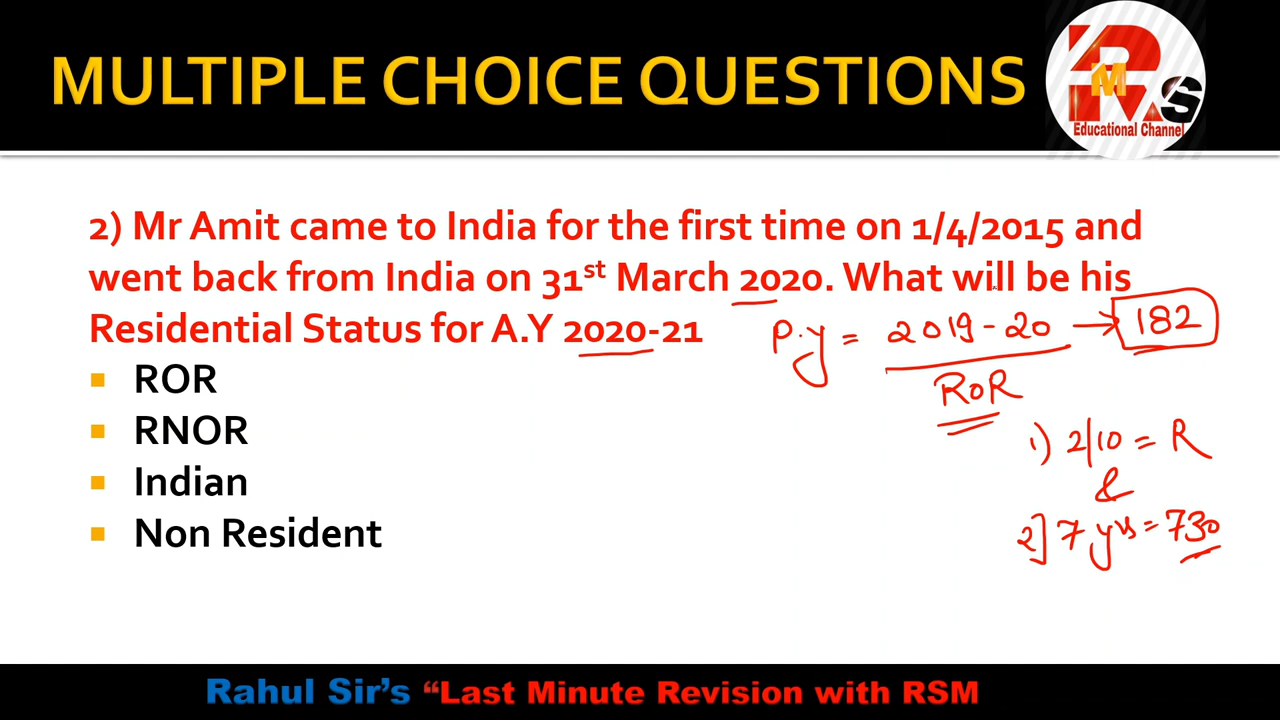 MULTIPLE CHOICE QUESTIONS
RMS
Educational Channel
2) Mr Amit came to India for the first time on 1/4/2015 and
went back from India on 31st March 2020. What will be his
Residential Status for A.Y 2020-21
P.y = 2019-20 → 182
ROR
ROR
1) 2/10 = R
RNOR
&
Indian
2] 7 yrs = 730
Non Resident
Rahul Sir's "Last Minute Revision with RSM